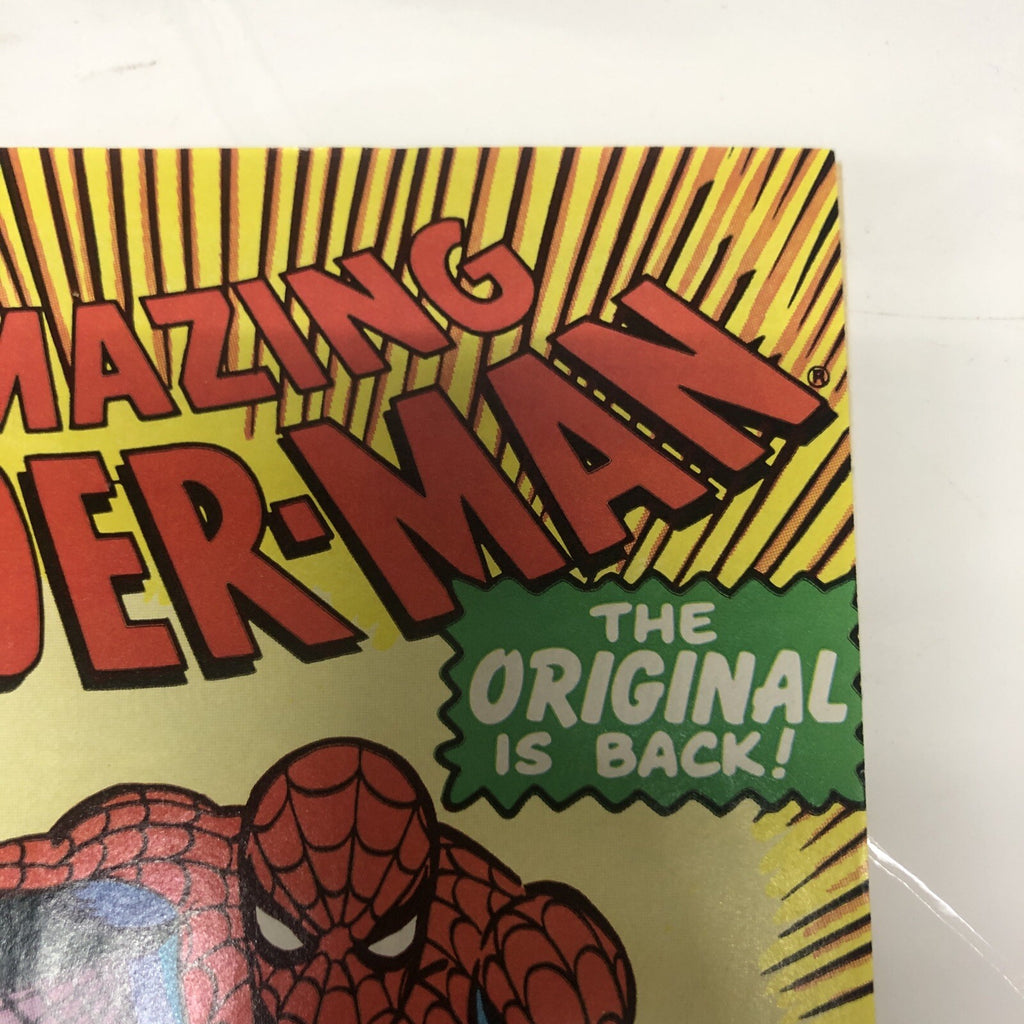 MAZING
DER-MAN®
THE
ORIGINAL
IS BACK!